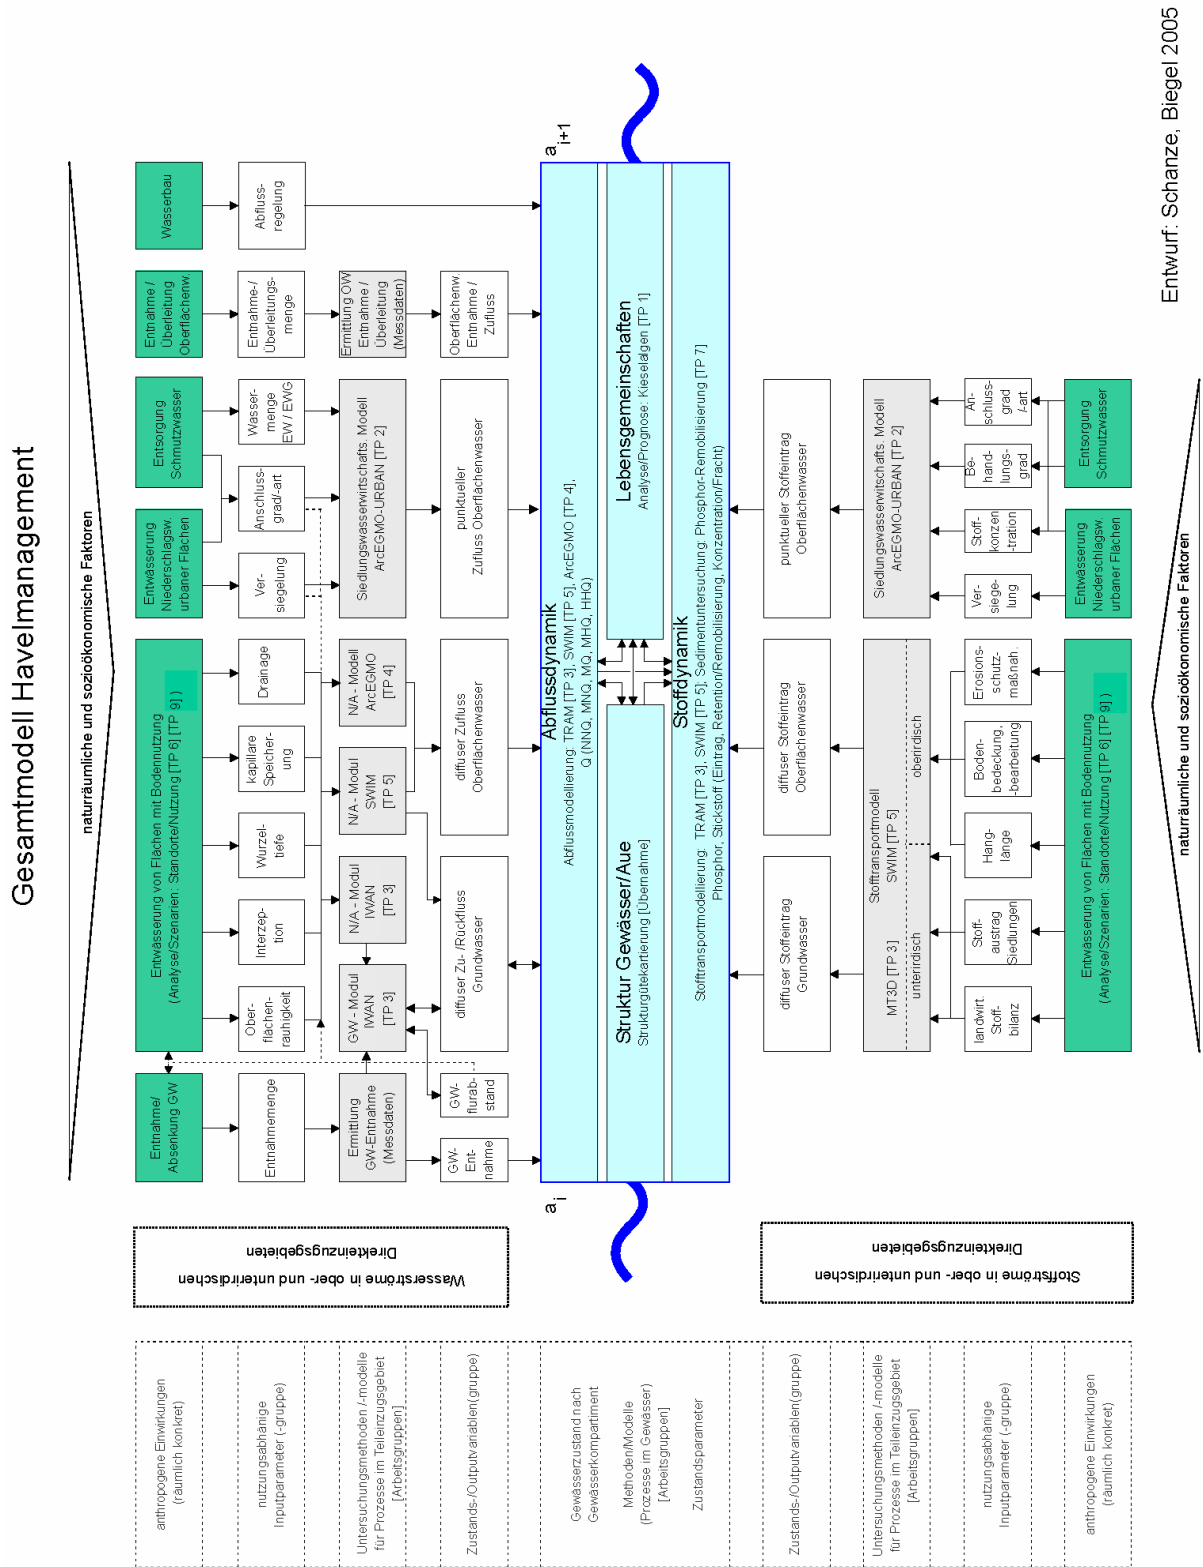 Gesamtmodell Havelmanagement
naturräumliche und sozioökonomische Faktoren
anthropogene Einwirkungen
(räumlich konkret)
Entnahme/
Absenkung GW
Entwässerung von Flächen mit Bodennutzung
(Analyse/Szenarien: Standorte/Nutzung [TP 6] [TP 9] )
Entwässerung
Niederschlagsw.
urbaner Flächen
Entsorgung
Schmutzwasser
Entnahme /
Überleitung
Oberflächenw.
Wasserbau
nutzungsabhänige
Inputparameter (-gruppe)
Entnahmemenge
Ober-
flächen-
rauhigkeit
Interzep-
tion
Wurzel-
tiefe
kapillare
Speicher-
ung
Drainage
Ver-
siegelung
Anschluss-
grad/-art
Wasser-
menge
EW / EWG
Entnahme-/
Überleitungs-
menge
Abfluss-
regelung
Untersuchungsmethoden /-modelle
für Prozesse im Teileinzugsgebiet
[Arbeitsgruppen]
Ermittlung
GW-Entnahme
(Messdaten)
GW - Modul
IWAN
[TP 3]
N/A - Modul
IWAN
[TP 3]
N/A - Modul
SWIM
[TP 5]
N/A - Modell
ArcEGMO
[TP 4]
Siedlungswasserwirtschafts. Modell
ArcEGMO-URBAN [TP 2]
Ermittlung OW
Entnahme /
Überleitung
(Messdaten)
Zustands-/Outputvariablen(gruppe)
GW-
Ent-
nahme
GW-
flurab-
stand
diffuser Zu- /Rückfluss
Grundwasser
diffuser Zufluss
Oberflächenwasser
punktueller
Zufluss Oberflächenwasser
Oberflächenw.
Entnahme /
Zufluss
Wasserströme in ober- und unterirdischen
Direkteinzugsgebieten
a i
a i+1
Gewässerzustand nach
Gewässerkompartiment
Methoden/Modelle
(Prozesse im Gewässer)
[Arbeitsgruppen]
Zustandsparameter
Abflussdynamik
Abflussmodellierung: TRAM [TP 3], SWIM [TP 5], ArcEGMO [TP 4],
Q (NNQ, MNQ, MQ, MHQ, HHQ)
Struktur Gewässer/Aue
Strukturgütekartierung [Übernahme]
Lebensgemeinschaften
Analyse/Prognose: Kieselalgen [TP 1]
Stoffdynamik
Stofftransportmodellierung: TRAM [TP 3], SWIM [TP 5], Sedimentuntersuchung: Phosphor-Remobilisierung [TP 7]
Phosphor, Stickstoff (Eintrag, Retention/Remobilisierung, Konzentration/Fracht)
Stoffströme in ober- und unterirdischen
Direkteinzugsgebieten
Zustands-/Outputvariablen(gruppe)
diffuser Stoffeintrag
Grundwasser
diffuser Stoffeintrag
Oberflächenwasser
punktueller Stoffeintrag
Oberflächenwasser
Untersuchungsmethoden /-modelle
für Prozesse im Teileinzugsgebiet
[Arbeitsgruppen]
Stofftransportmodell
MT3D [TP 3]
SWIM [TP 5]
unterirdisch
oberirdisch
Siedlungswasserwitschafts. Modell
ArcEGMO-URBAN [TP 2]
nutzungsabhänige
Inputparameter (-gruppe)
landwirt.
Stoff-
bilanz
Stoff-
austrag
Siedlungen
Hang-
länge
Boden-
bedeckung,
-bearbeitung
Erosions-
schutz-
maßnah.
Ver-
siege-
lung
Stoff-
konzen
-tration
Be-
hand-
lungs-
grad
An-
schluss-
grad
/-art
anthropogene Einwirkungen
(räumlich konkret)
Entwässerung von Flächen mit Bodennutzung
(Analyse/Szenarien: Standorte/Nutzung [TP 6] [TP 9] )
Entwässerung
Niederschlagsw.
urbaner Flächen
Entsorgung
Schmutzwasser
naturräumliche und sozioökonomische Faktoren
Entwurf: Schanze, Biegel 2005